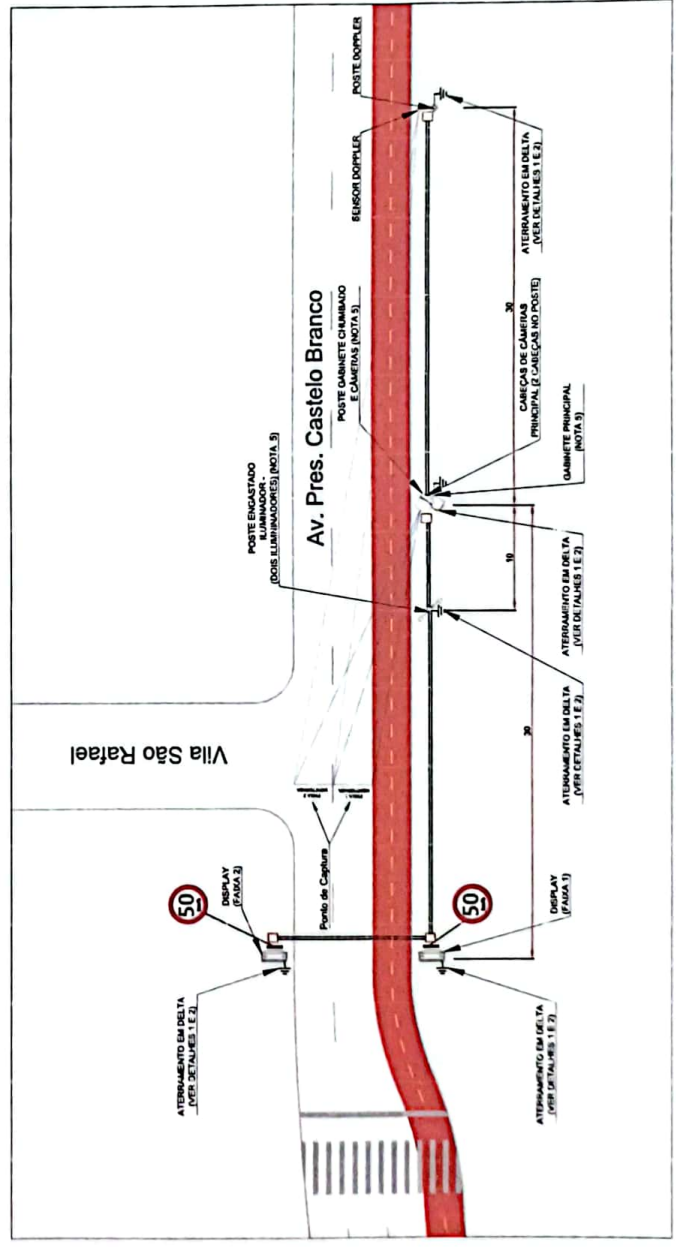 Vila São Rafael
Av. Pres. Castelo Branco
ATERRAMENTO EM DELTA
(VER DETALHES 1 E 2)
50
DISPLAY
(FAIXA 2)
Ponto de Captura
POSTE ENGASTADO
ILUMINADOR -
(DOIS ILUMNINADORES)(NOTA 5)
POSTE GABINETE CHUMBADO
E CÂMERAS (NOTA 5)
SENSOR DOPPLER
POSTE DOPPLER
50
DISPLAY
(FAIXA 1)
ATERRAMENTO EM DELTA
(VER DETALHES 1 E 2)
30
10
30
ATERRAMENTO EM DELTA
(VER DETALHES 1 E 2)
ATERRAMENTO EM DELTA
(VER DETALHES 1 E 2)
GABINETE PRINCIPAL
(NOTA 5)
CABEÇAS DE CÂMERAS
PRINCIPAL (2 CABEÇAS NO POSTE)
ATERRAMENTO EM DELTA
(VER DETALHES 1 E 2)